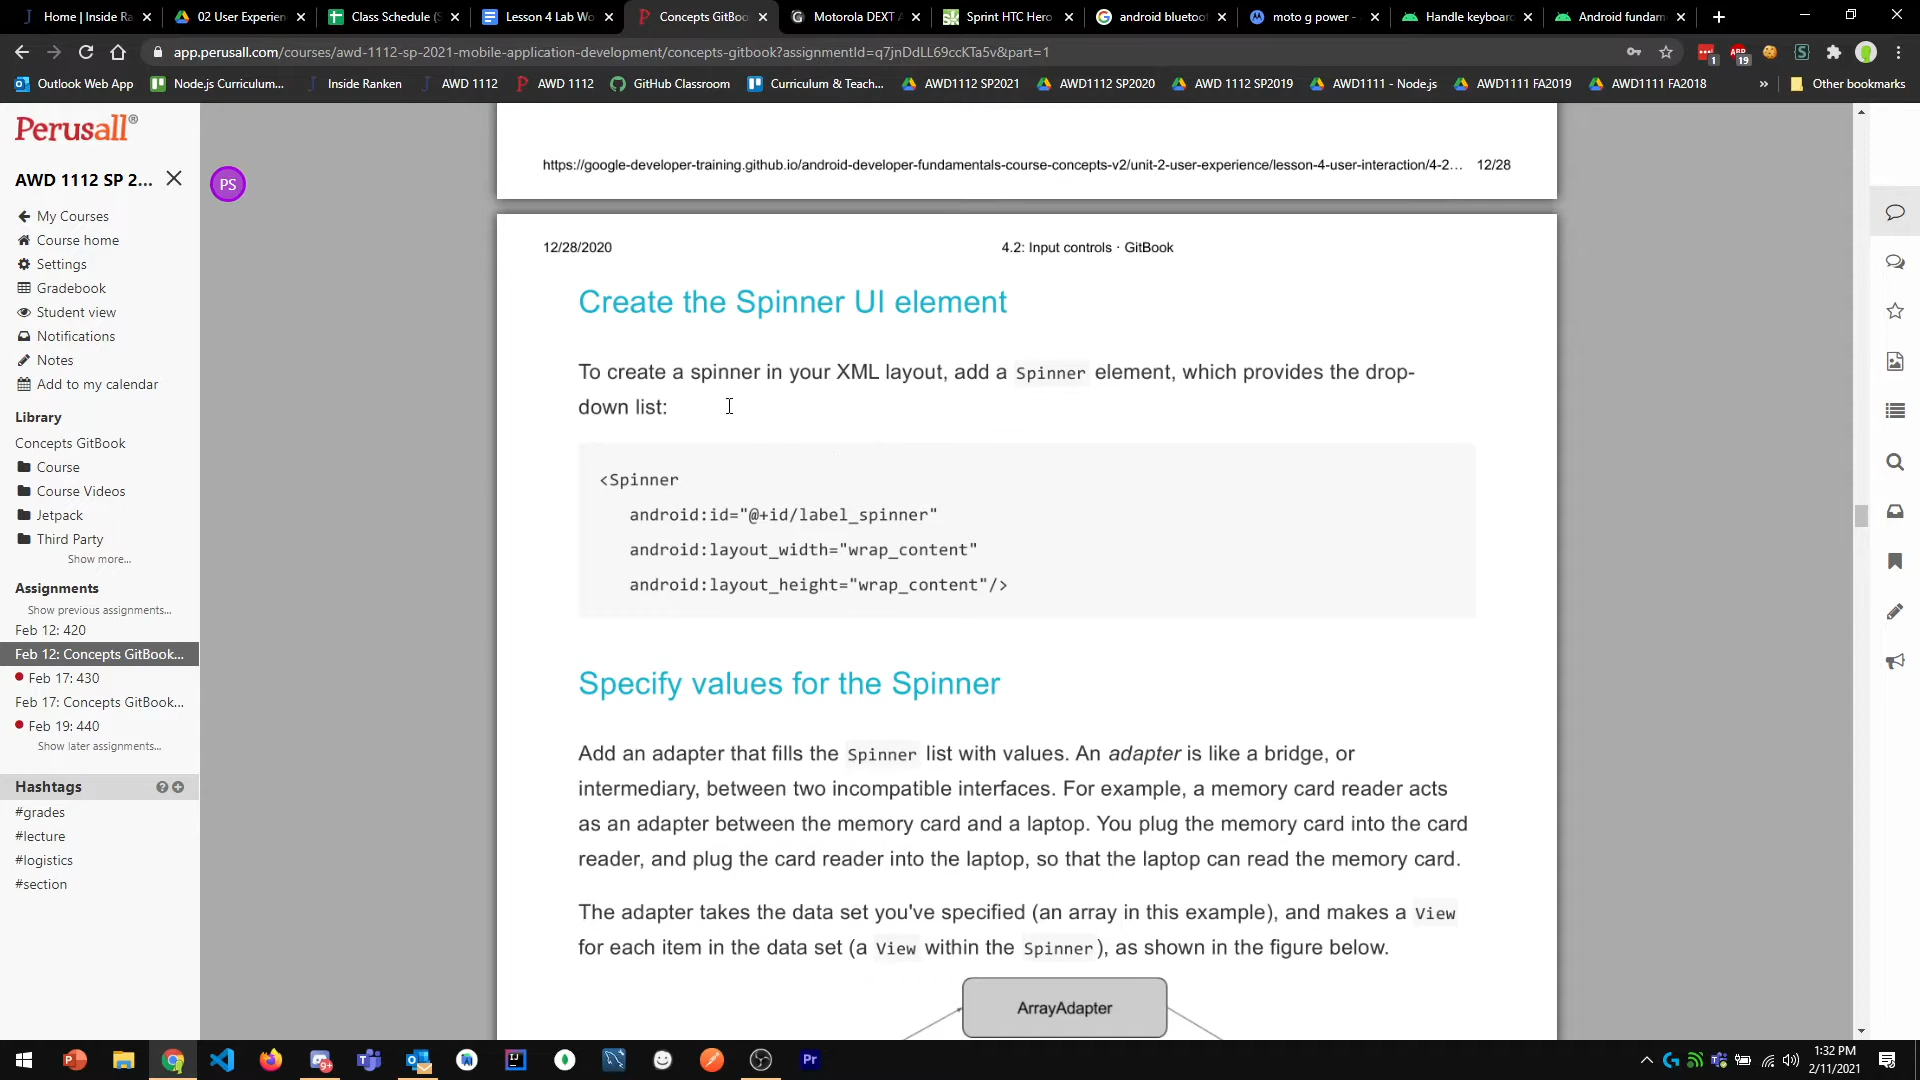 Home | Inside Ra
02 User Experien
Class Schedule (S
Lesson 4 Lab Wo
Concepts GitBoo
Motorola DEXT A
Sprint HTC Hero
android bluetoo
moto g power -
Handle keyboard
Android fundam
app.perusall.com/courses/awd-1112-sp-2021-mobile-application-development/concepts-gitbook?assignmentId=q7jnDdLL69ccKTa5v&part=1
1
19
Outlook Web App
Node.js Curriculum...
Inside Ranken
AWD 1112
AWD 1112
GitHub Classroom
Curriculum & Teach...
AWD1112 SP2021
AWD1112 SP2020
AWD 1112 SP2019
AWD1111 - Node.js
AWD1111 FA2019
AWD1111 FA2018
»
Other bookmarks
Perusall®
AWD 1112 SP 2...
My Courses
Course home
Settings
Gradebook
Student view
Notifications
Notes
Add to my calendar
Library
Concepts GitBook
Course
Course Videos
Jetpack
Third Party
Show more...
Assignments
Show previous assignments...
Feb 12: 420
Feb 12: Concepts GitBook...
Feb 17: 430
Feb 17: Concepts GitBook...
Feb 19: 440
Show later assignments...
Hashtags
#grades
#lecture
#logistics
#section
PS
https://google-developer-training.github.io/android-developer-fundamentals-course-concepts-v2/unit-2-user-experience/lesson-4-user-interaction/4-2... 12/28
12/28/2020
4.2: Input controls · GitBook
Create the Spinner UI element
To create a spinner in your XML layout, add a Spinner element, which provides the drop-
down list:
<Spinner
android:id="@+id/label_spinner"
android:layout_width="wrap_content"
android:layout_height="wrap_content"/>
Specify values for the Spinner
Add an adapter that fills the Spinner list with values. An adapter is like a bridge, or
intermediary, between two incompatible interfaces. For example, a memory card reader acts
as an adapter between the memory card and a laptop. You plug the memory card into the card
reader, and plug the card reader into the laptop, so that the laptop can read the memory card.
The adapter takes the data set you've specified (an array in this example), and makes a View
for each item in the data set (a View within the Spinner), as shown in the figure below.
ArrayAdapter
9+
Pr
1:32 PM
2/11/2021